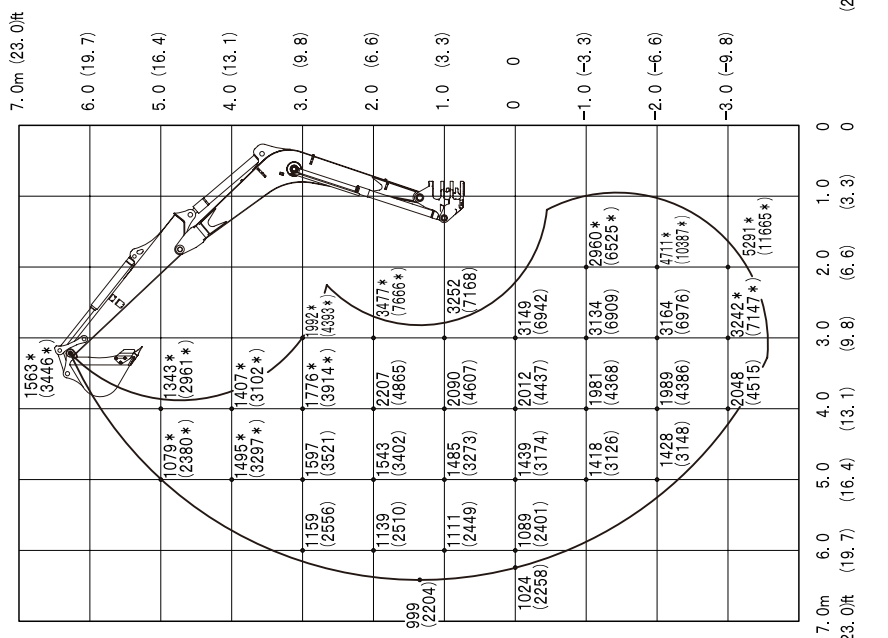 7.0m (23.0)ft
1563*
(3446*)
6.0 (19.7)
1079* 1343* 5.0 (16.4)
(2380*) (2961*)
1495* 1407* 4.0 (13.1)
(3297*) (3102*)
1159 1597 1776* 1992* 3.0 (9.8)
(2556) (3521) (3914*) (4393*)
1139 1543 2207 3477* 2.0 (6.6)
(2510) (3402) (4865) (7666*)
999
(2204)
1111 1485 2090 3252 1.0 (3.3)
(2449) (3273) (4607) (7168)
1024 1089 1439 2012 3149 0 0
(2258) (2401) (3174) (4437) (6942)
1418 1981 3134 2960* -1.0 (-3.3)
(3126) (4368) (6909) (6525*)
1428 1989 3164 4711* -2.0 (-6.6)
(3148) (4386) (6976) (10387*)
2048 3242* 5291* -3.0 (-9.8)
(4515) (7147*) (11665*)
7.0m 6.0 5.0 4.0 3.0 2.0 1.0 0
23.0)ft (19.7) (16.4) (13.1) (9.8) (6.6) (3.3) 0
(2